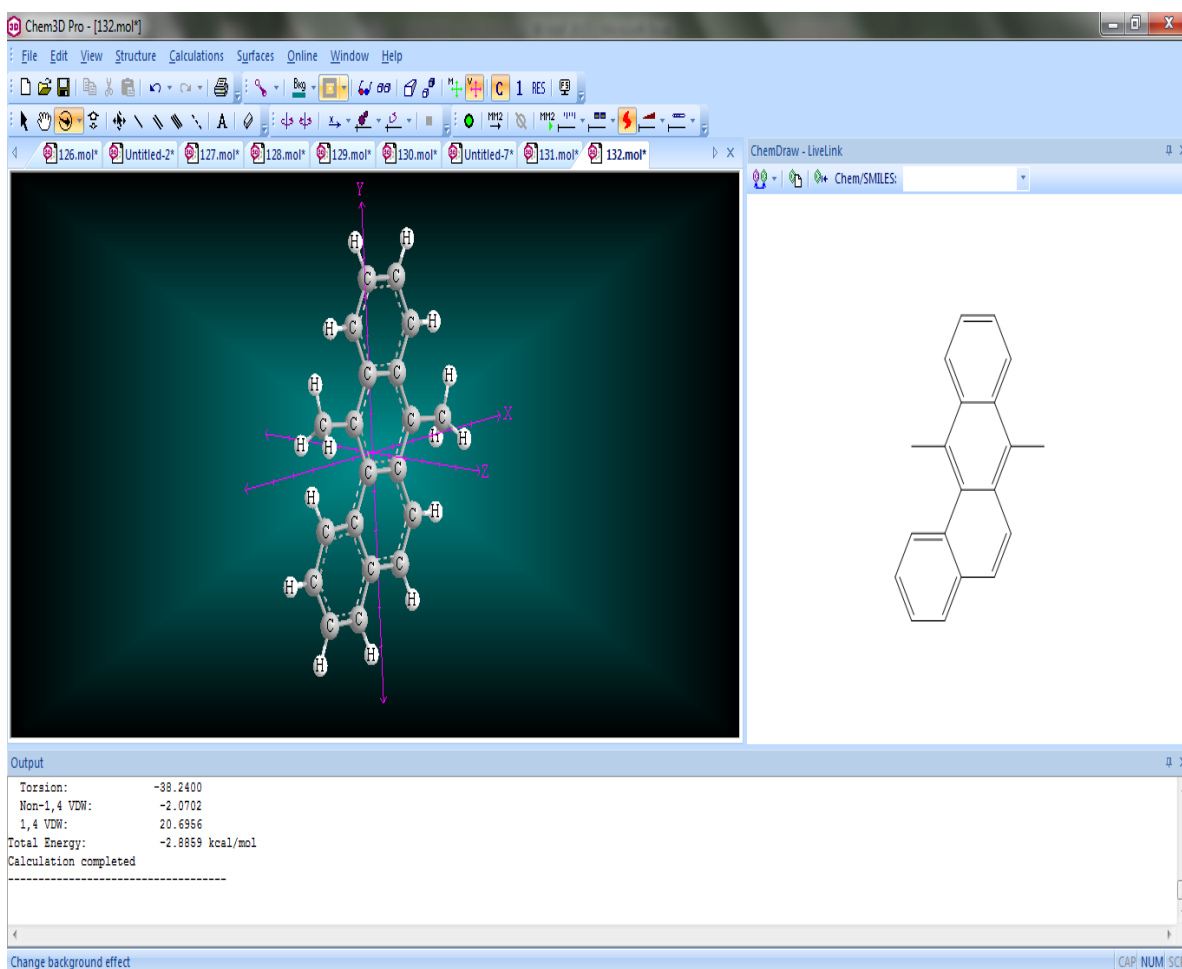 Chem3D Pro - [132.mol*]
File Edit View Structure Calculations Surfaces Online Window Help
Bkg M V C 1 RES
A MM2 MM2
126.mol* Untitled-2* 127.mol* 128.mol* 129.mol* 130.mol* Untitled-7* 131.mol* 132.mol*
ChemDraw - LiveLink
Chem/SMILES:
Y
H H
C C
H C C H
C C
H H
H C C C C H
H H H H
X
Z
C C
H C C H
C
C C
H C H
C C
H H
Output
Torsion: -38.2400
Non-1,4 VDW: -2.0702
1,4 VDW: 20.6956
Total Energy: -2.8859 kcal/mol
Calculation completed
------------------------------------
Change background effect
CAP NUM